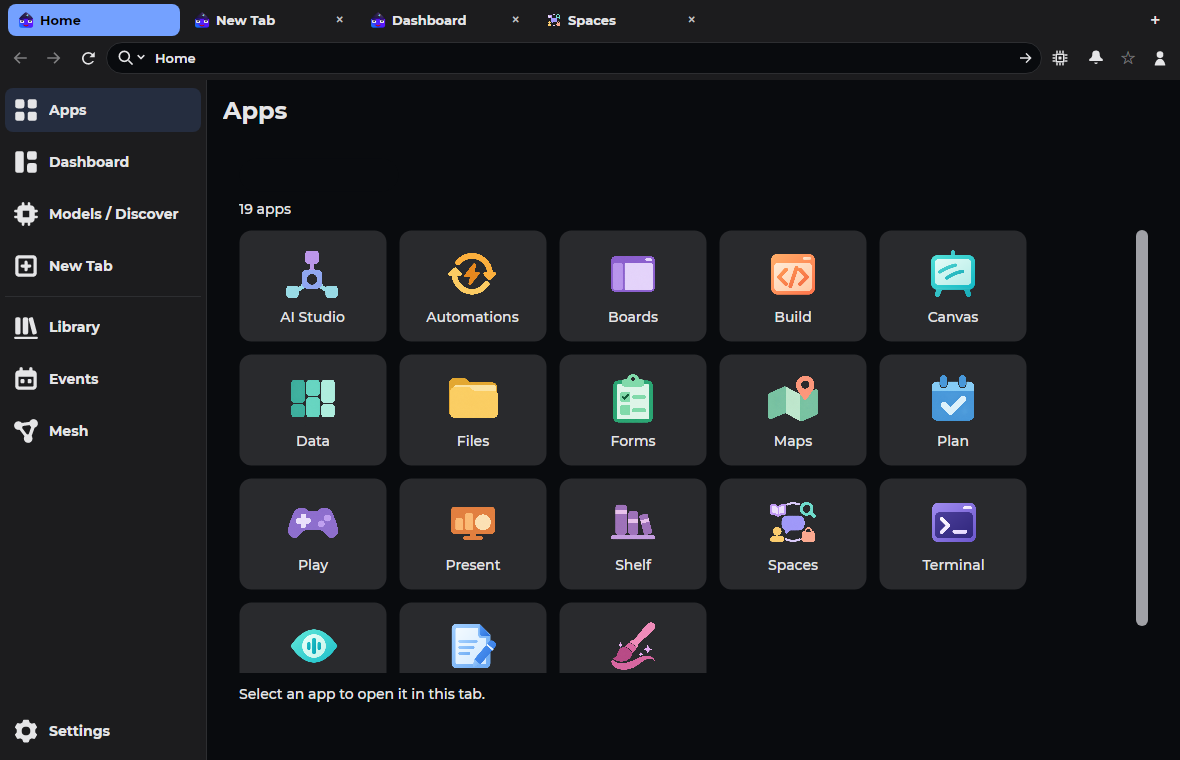 Home
New Tab
Dashboard
Spaces
Home
Apps
Dashboard
Models / Discover
New Tab
Library
Events
Mesh
Settings
Apps
19 apps
AI Studio
Automations
Boards
Build
Canvas
Data
Files
Forms
Maps
Plan
Play
Present
Shelf
Spaces
Terminal
Select an app to open it in this tab.